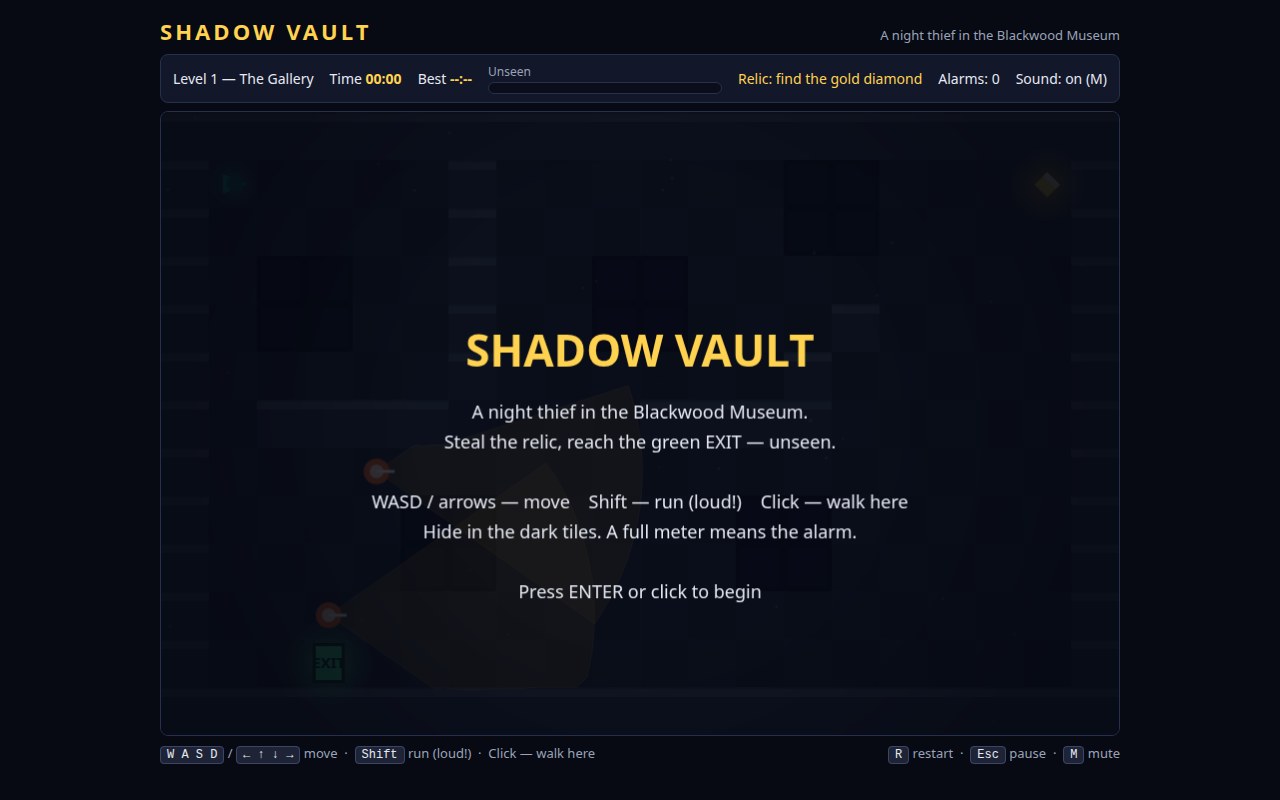 SHADOW VAULT
A night thief in the Blackwood Museum
Level 1 — The Gallery Time 00:00 Best --:-- Unseen Relic: find the gold diamond Alarms: 0 Sound: on (M)
SHADOW VAULT
A night thief in the Blackwood Museum.
Steal the relic, reach the green EXIT — unseen.
WASD / arrows — move Shift — run (loud!) Click — walk here
Hide in the dark tiles. A full meter means the alarm.
Press ENTER or click to begin
EXIT
W A S D / ← ↑ ↓ → move · Shift run (loud!) · Click — walk here
R restart · Esc pause · M mute